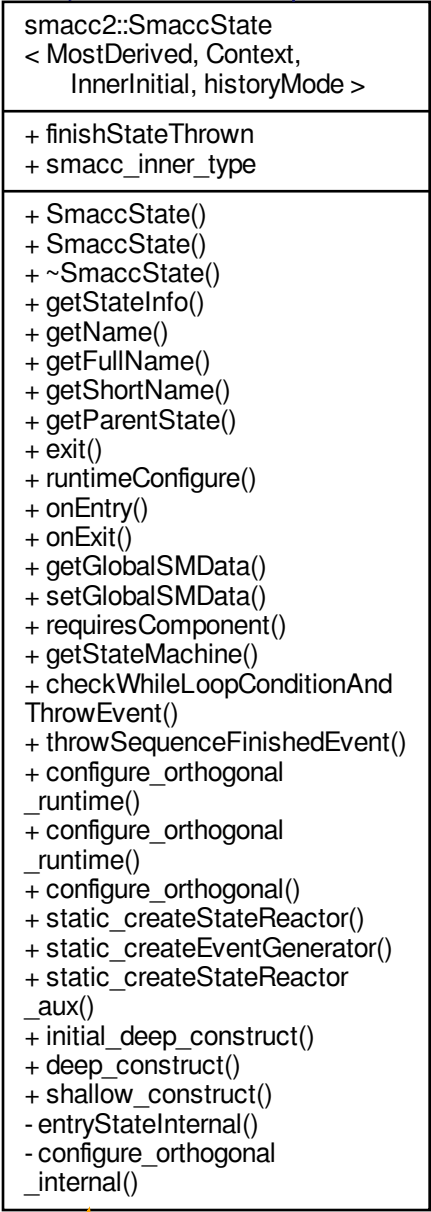 smacc2::SmaccState
< MostDerived, Context,
InnerInitial, historyMode >
+ finishStateThrown
+ smacc_inner_type
+ SmaccState()
+ SmaccState()
+ ~SmaccState()
+ getStateInfo()
+ getName()
+ getFullName()
+ getShortName()
+ getParentState()
+ exit()
+ runtimeConfigure()
+ onEntry()
+ onExit()
+ getGlobalSMData()
+ setGlobalSMData()
+ requiresComponent()
+ getStateMachine()
+ checkWhileLoopConditionAnd
ThrowEvent()
+ throwSequenceFinishedEvent()
+ configure_orthogonal
_runtime()
+ configure_orthogonal
_runtime()
+ configure_orthogonal()
+ static_createStateReactor()
+ static_createEventGenerator()
+ static_createStateReactor
_aux()
+ initial_deep_construct()
+ deep_construct()
+ shallow_construct()
- entryStateInternal()
- configure_orthogonal
_internal()